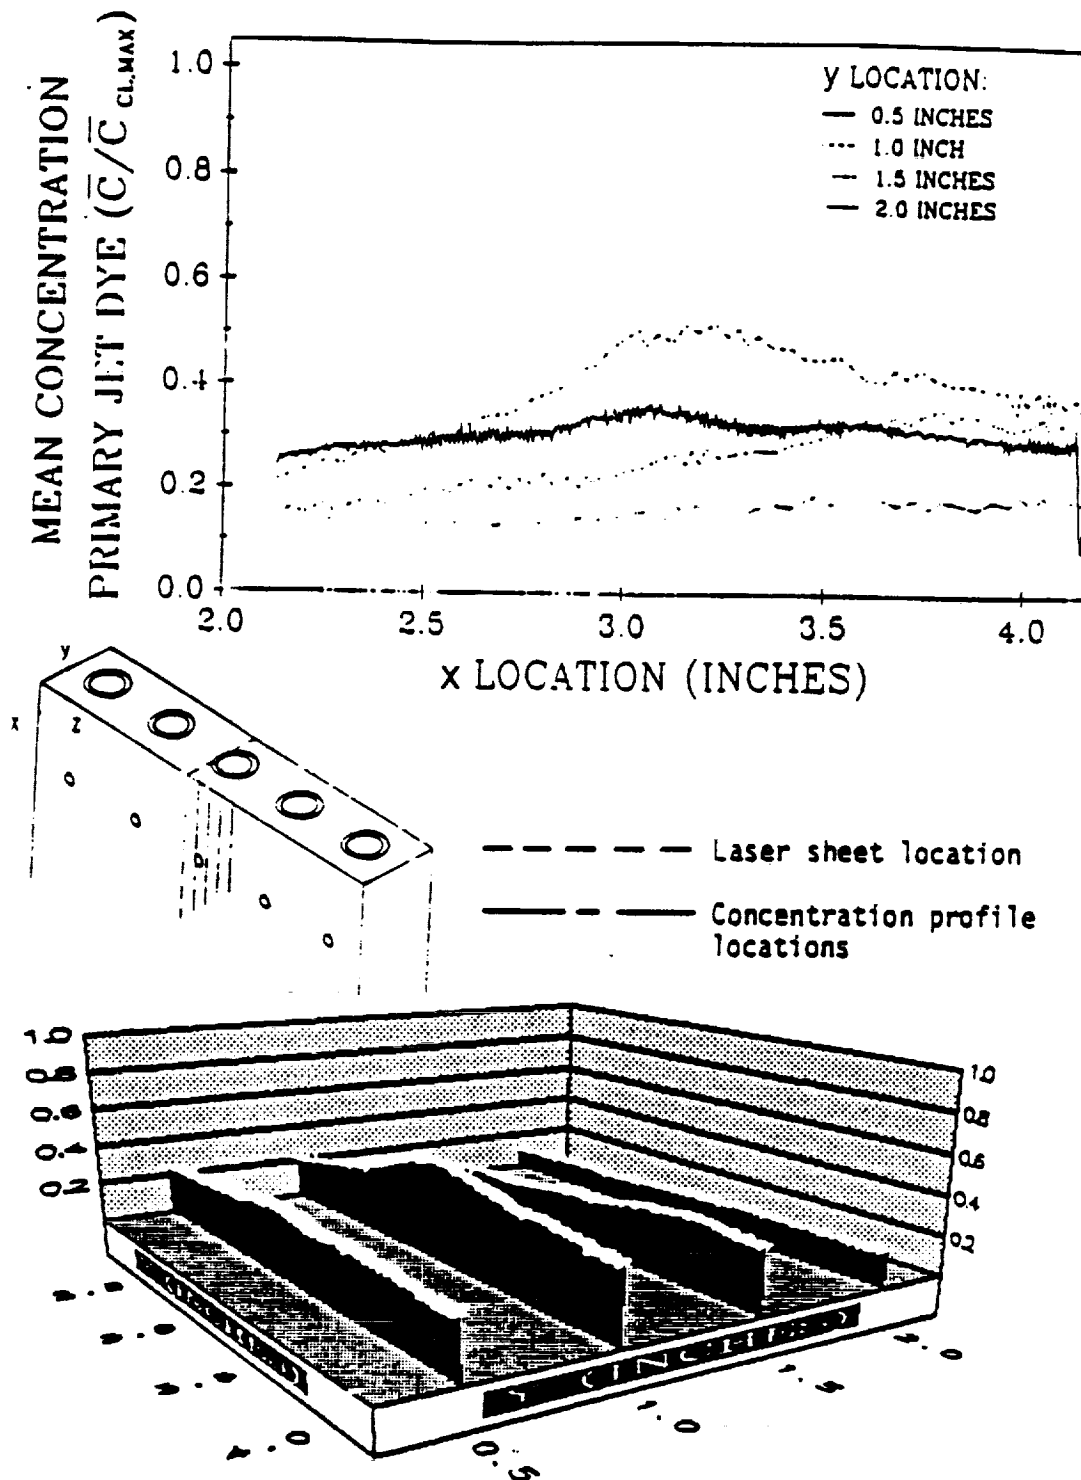 MEAN CONCENTRATION
PRIMARY JET DYE (C̅/C̅ CL,MAX)
1.0
0.8
0.6
0.4
0.2
0.0
y LOCATION:
0.5 INCHES
1.0 INCH
1.5 INCHES
2.0 INCHES
2.0 2.5 3.0 3.5 4.0
x LOCATION (INCHES)
y
x
z
Laser sheet location
Concentration profile
locations
1.0
0.8
0.6
0.4
0.2
1.0
0.8
0.6
0.4
0.2
4.0
0.5
1.0
1.5
Y (INCHES)